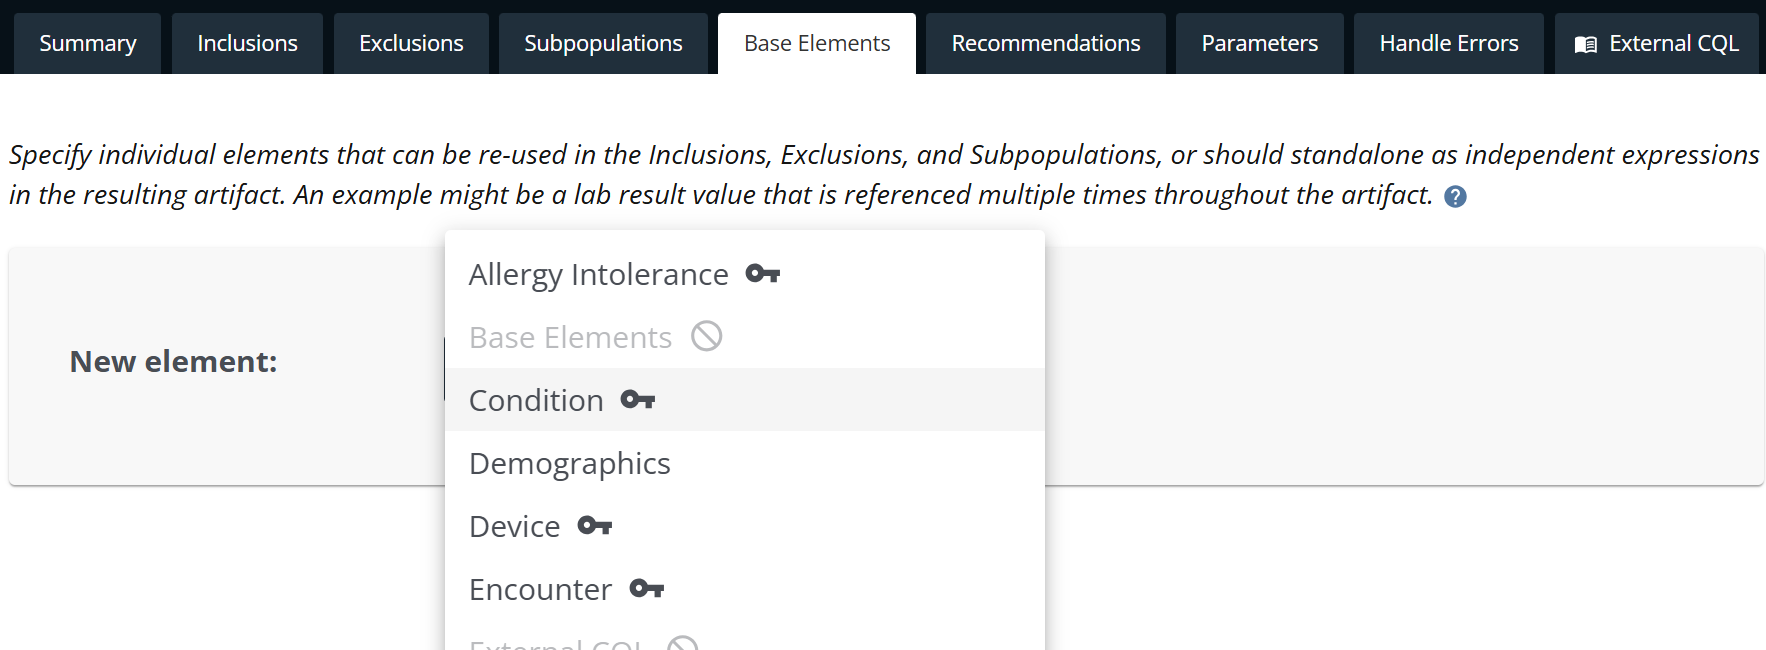 Summary Inclusions Exclusions Subpopulations Base Elements Recommendations Parameters Handle Errors External CQL
Specify individual elements that can be re-used in the Inclusions, Exclusions, and Subpopulations, or should standalone as independent expressions
in the resulting artifact. An example might be a lab result value that is referenced multiple times throughout the artifact.
New element:
Allergy Intolerance
Base Elements
Condition
Demographics
Device
Encounter
External CQL